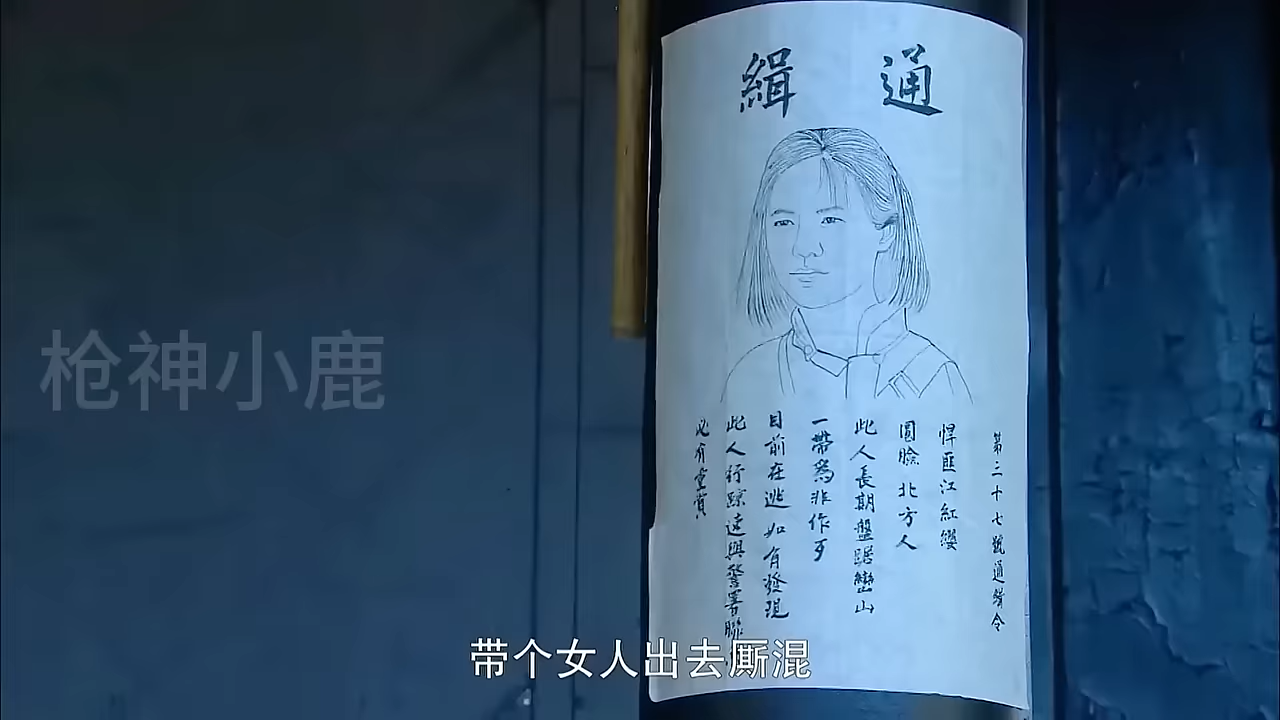 通緝
第三十七號通緝令
悍匪江紅纓
圓臉北方人
此人長期盤踞巒山
一帶為非作歹
目前在逃如有發現
此人行蹤速與警署聯
必有重賞
枪神小鹿
带个女人出去厮混